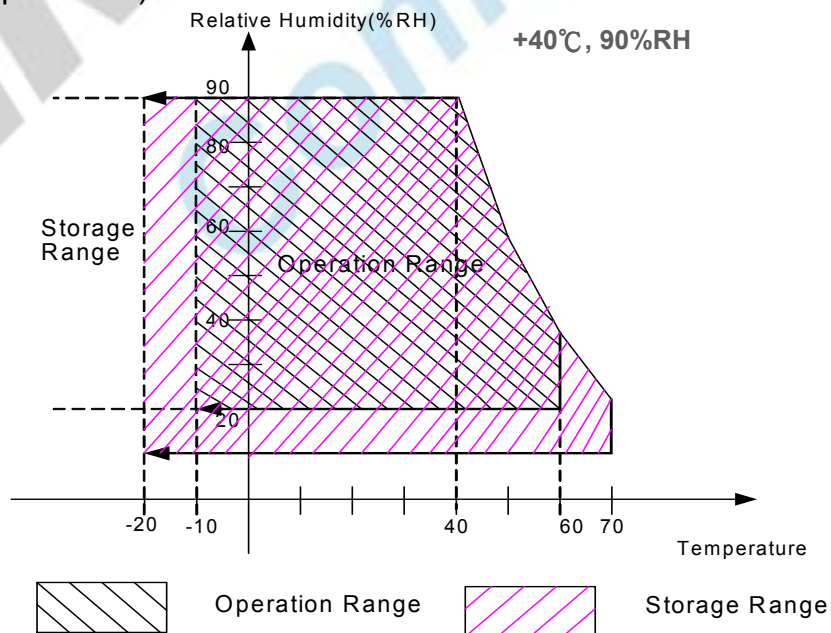 Relative Humidity(%RH)
+40℃, 90%RH
90
80
Storage
Range
60
Operation Range
40
20
-20 -10 40 60 70
Temperature
Operation Range Storage Range